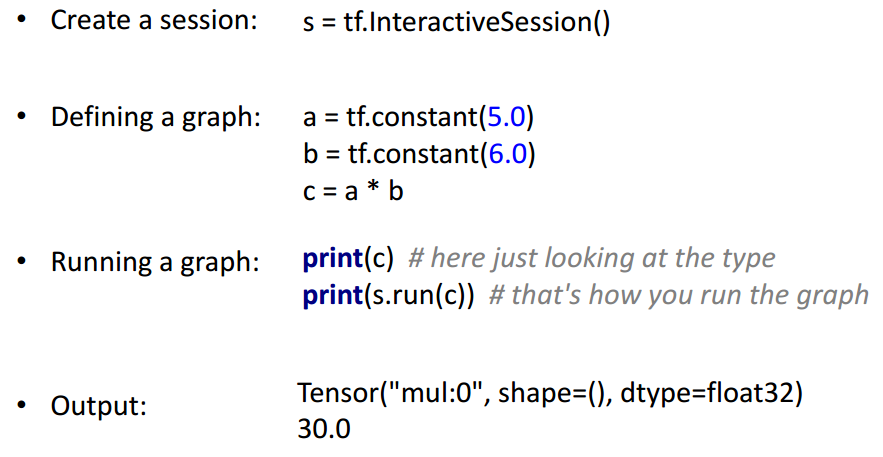 • Create a session: s = tf.InteractiveSession()
• Defining a graph: a = tf.constant(5.0)
b = tf.constant(6.0)
c = a * b
• Running a graph: print(c) # here just looking at the type
print(s.run(c)) # that's how you run the graph
• Output: Tensor("mul:0", shape=(), dtype=float32)
30.0